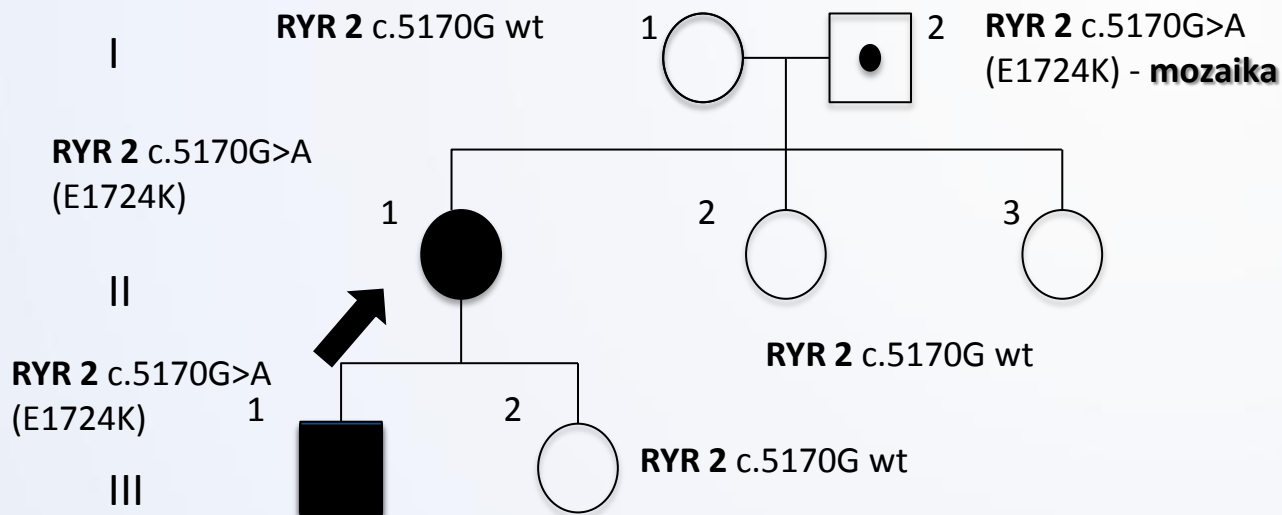 I
RYR 2 c.5170G wt
1
2
RYR 2 c.5170G>A
(E1724K) - mozaika
RYR 2 c.5170G>A
(E1724K)
1
2
3
II
RYR 2 c.5170G wt
RYR 2 c.5170G>A
(E1724K)
1
2
RYR 2 c.5170G wt
III